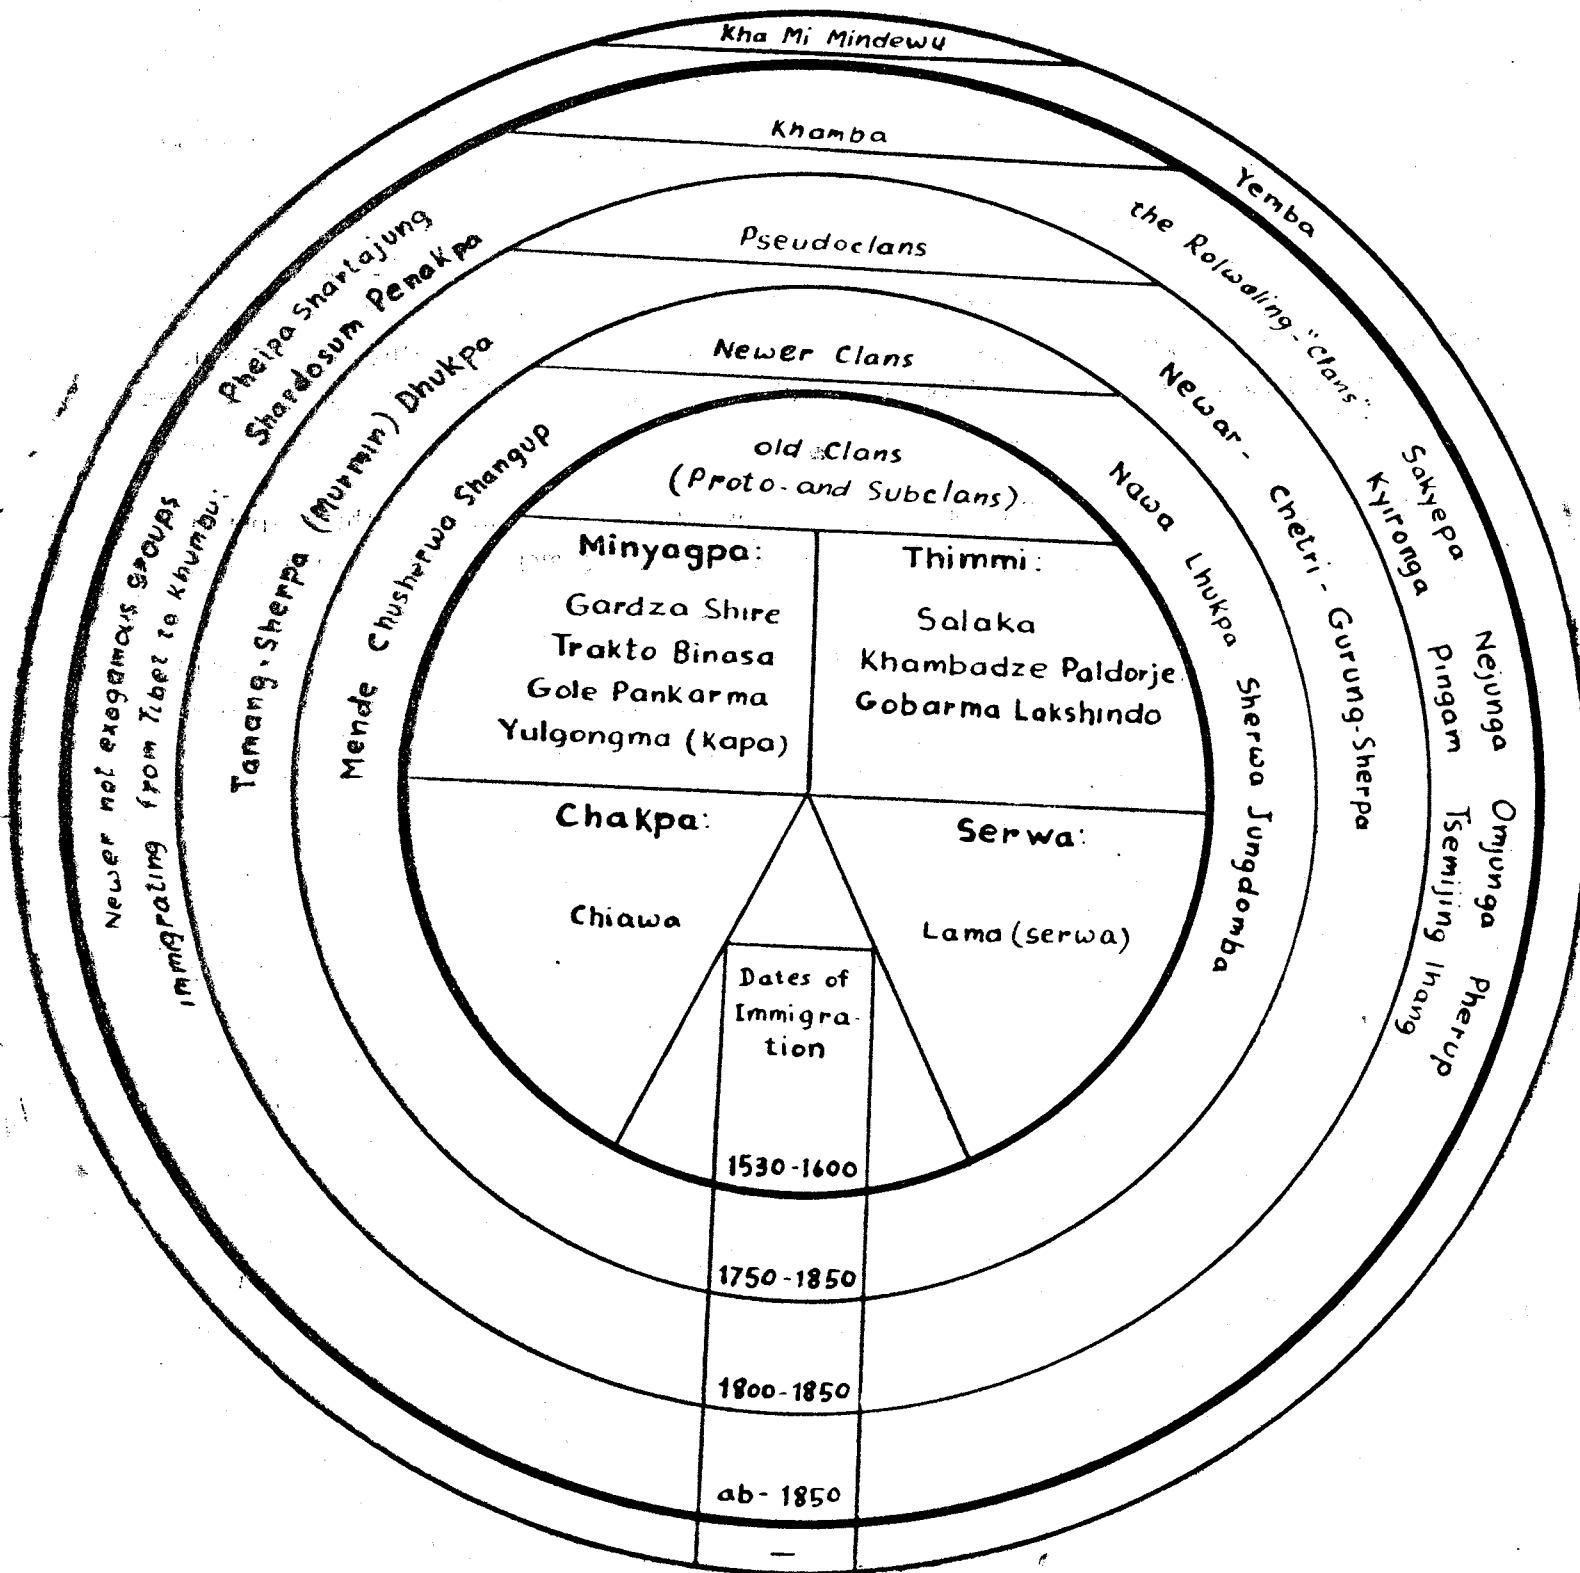 Kha Mi Mindewu
Yemba
Khamba
Newer not exogamous groups
immigrating from Tibet to Khumbu:
Pheipa Shartajung
Shardosum Penakpa
the Rolwaling-"Clans":
Sakyepa Nejunga Omjunga Pherup
Kyironga Pingam Tsemijing Ihang
Pseudoclans
Tamang-Sherpa (Murmin) Dhukpa
Newar- Chetri- Gurung-Sherpa
Newer Clans
Mende Chusherwa Shangup
Nawa Lhukpa Sherwa Jungdomba
old Clans
(Proto- and Subclans)
Minyagpa:
Gardza Shire
Trakto Binasa
Gole Pankarma
Yulgongma (Kapa)
Thimmi:
Salaka
Khambadze Paldorje
Gobarma Lakshindo
Chakpa:
Chiawa
Serwa:
Lama (serwa)
Dates of
Immigra-
tion
1530-1600
1750-1850
1800-1850
ab- 1850
—